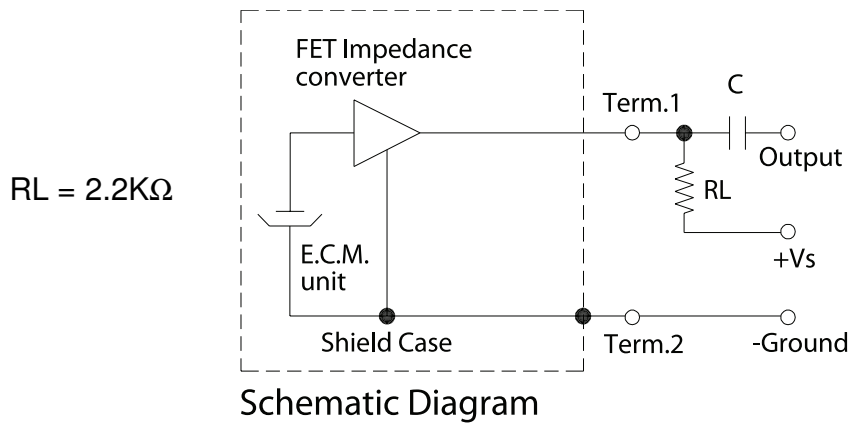 FET Impedance
converter
Term.1
C
Output
RL = 2.2KΩ
RL
E.C.M.
unit
+Vs
Shield Case
Term.2
-Ground
Schematic Diagram